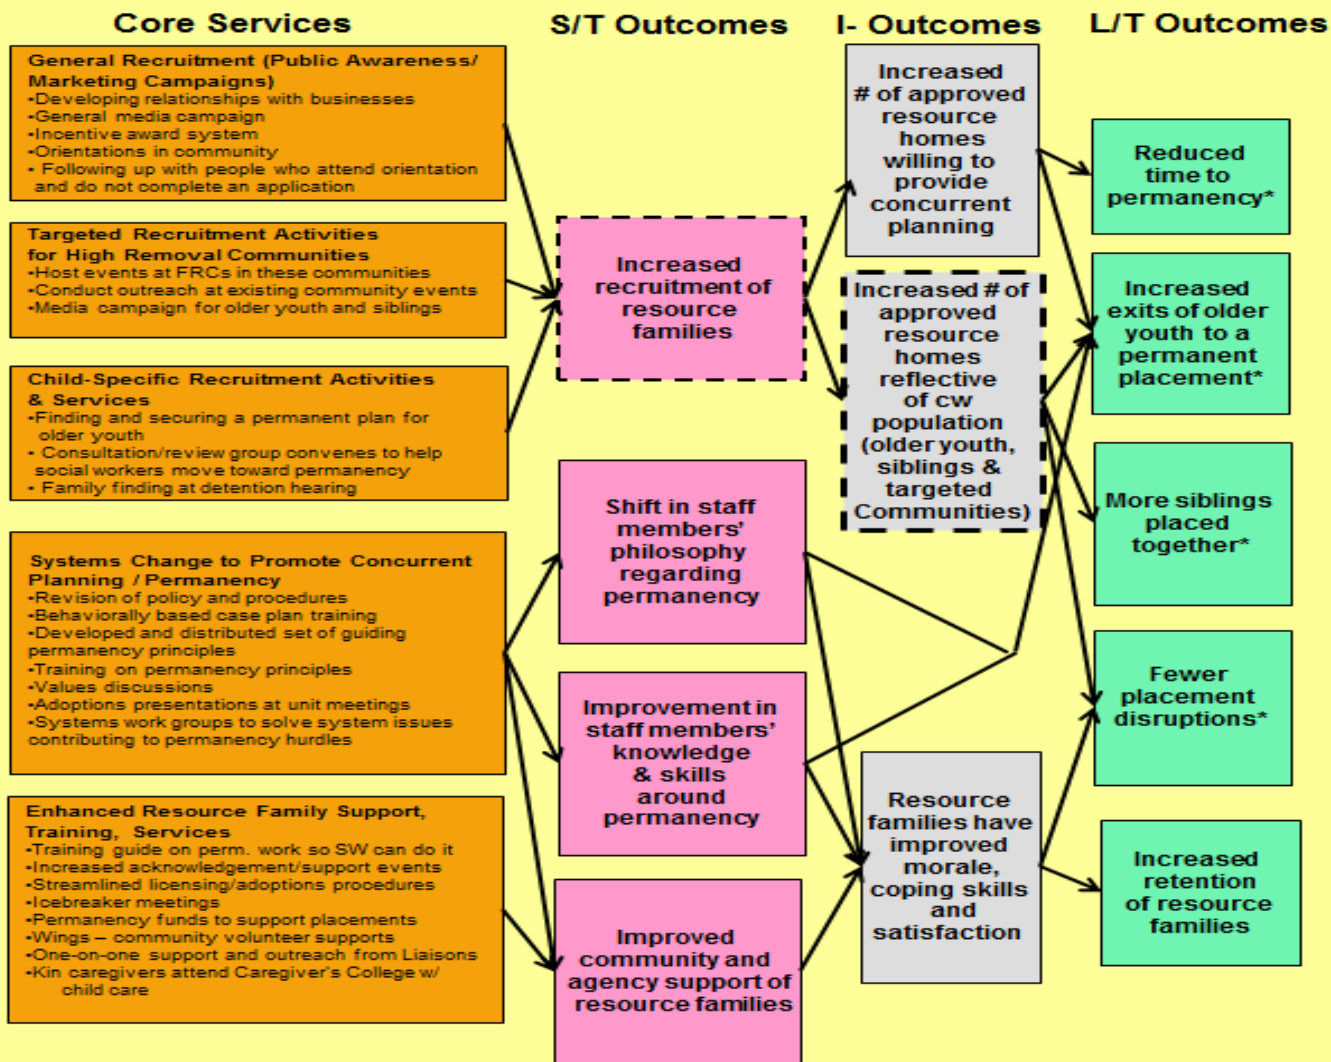 Core Services
S/T Outcomes
I- Outcomes
L/T Outcomes
General Recruitment (Public Awareness/
Marketing Campaigns)
•Developing relationships with businesses
•General media campaign
•Incentive award system
•Orientations in community
• Following up with people who attend orientation
and do not complete an application
Targeted Recruitment Activities
for High Removal Communities
•Host events at FRCs in these communities
•Conduct outreach at existing community events
•Media campaign for older youth and siblings
Child-Specific Recruitment Activities
& Services
•Finding and securing a permanent plan for
older youth
• Consultation/review group convenes to help
social workers move toward permanency
• Family finding at detention hearing
Systems Change to Promote Concurrent
Planning / Permanency
•Revision of policy and procedures
•Behaviorally based case plan training
•Developed and distributed set of guiding
permanency principles
•Training on permanency principles
•Values discussions
•Adoptions presentations at unit meetings
•Systems work groups to solve system issues
contributing to permanency hurdles
Enhanced Resource Family Support,
Training, Services
•Training guide on perm. work so SW can do it
•Increased acknowledgement/support events
•Streamlined licensing/adoptions procedures
•Icebreaker meetings
•Permanency funds to support placements
•Wings – community volunteer supports
•One-on-one support and outreach from Liaisons
•Kin caregivers attend Caregiver's College w/
child care
Increased
recruitment of
resource
families
Shift in staff
members’
philosophy
regarding
permanency
Improvement in
staff members’
knowledge
& skills
around
permanency
Improved
community and
agency support of
resource families
Increased
# of approved
resource
homes
willing to
provide
concurrent
planning
Increased # of
approved
resource
homes
reflective
of cw
population
(older youth,
siblings &
targeted
Communities)
Resource
families have
improved
morale,
coping skills
and
satisfaction
Reduced
time to
permanency*
Increased
exits of older
youth to a
permanent
placement*
More siblings
placed
together*
Fewer
placement
disruptions*
Increased
retention
of resource
families